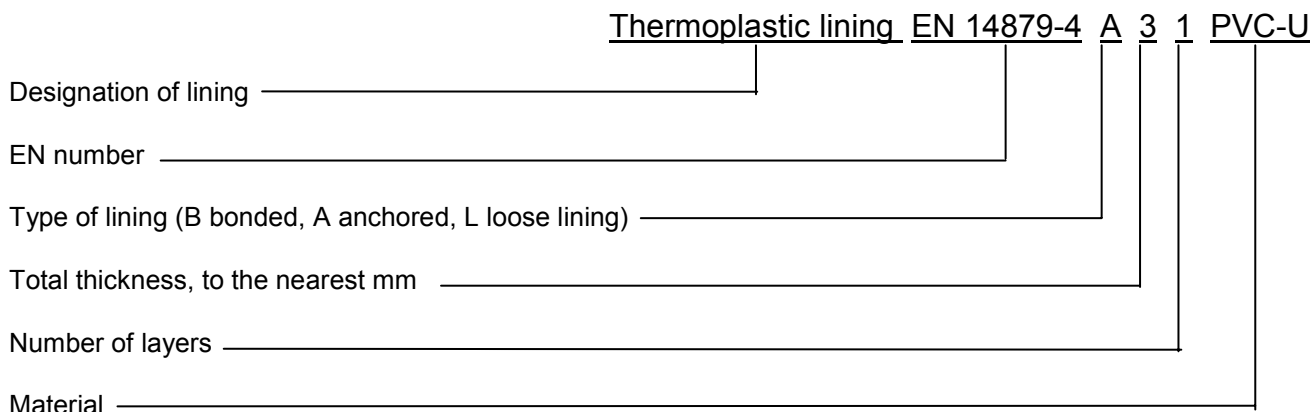 Thermoplastic lining EN 14879-4 A 3 1 PVC-U
Designation of lining
EN number
Type of lining (B bonded, A anchored, L loose lining)
Total thickness, to the nearest mm
Number of layers
Material